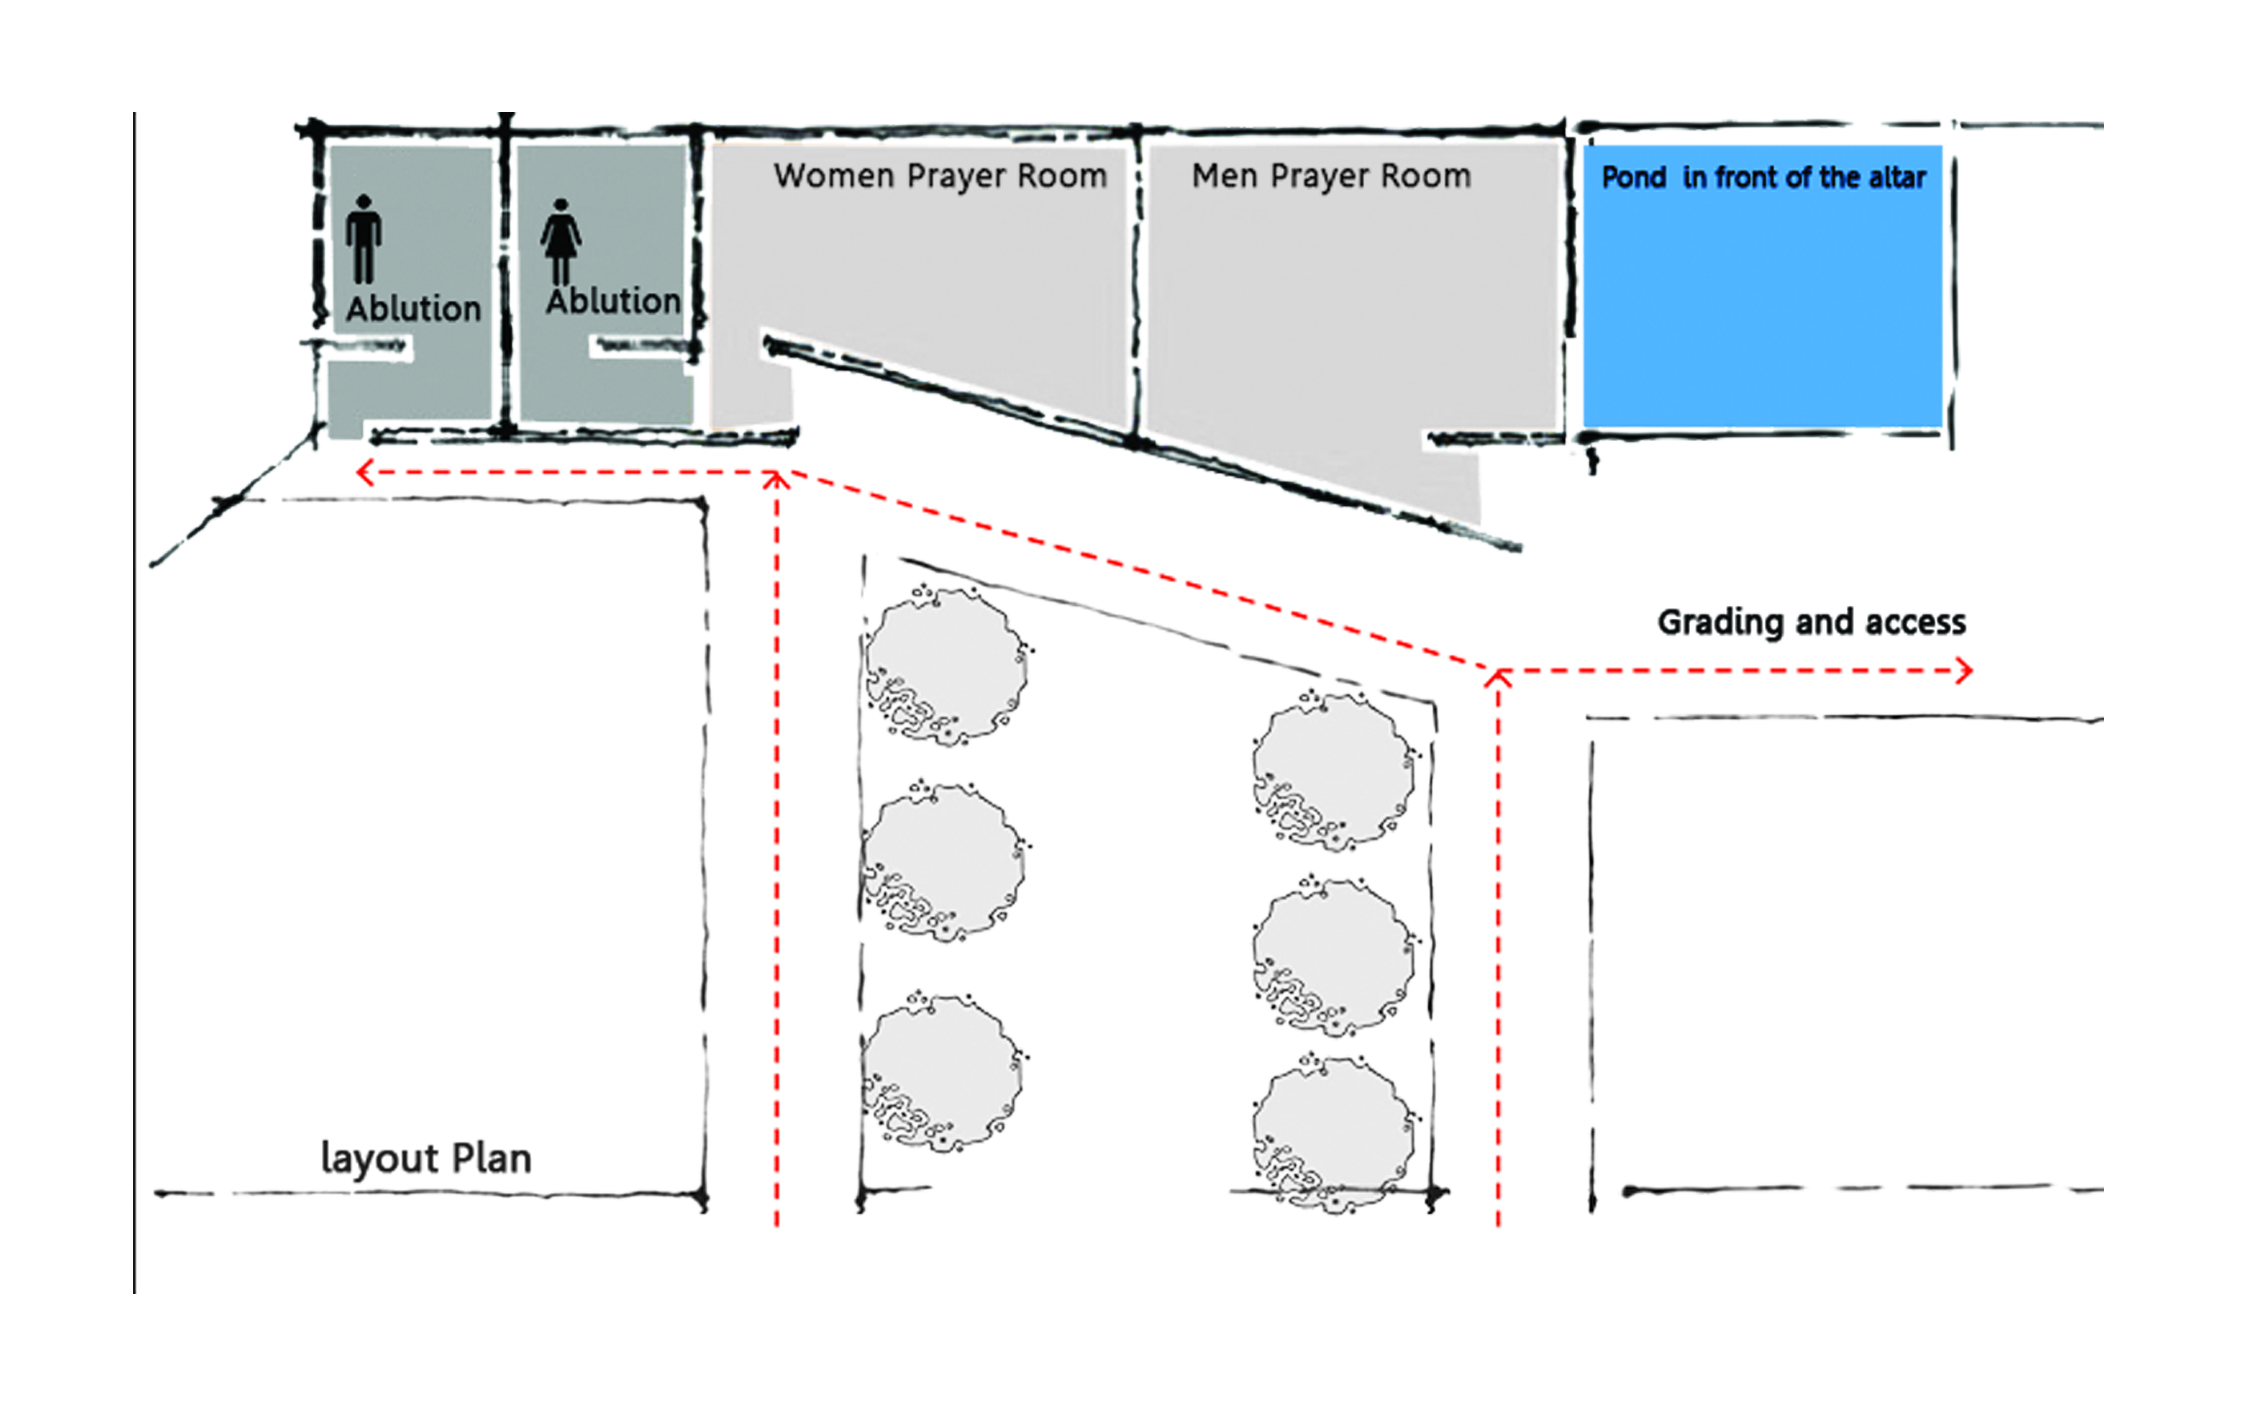 Women Prayer Room
Men Prayer Room
Pond in front of the altar
Ablution
Ablution
Grading and access
layout Plan